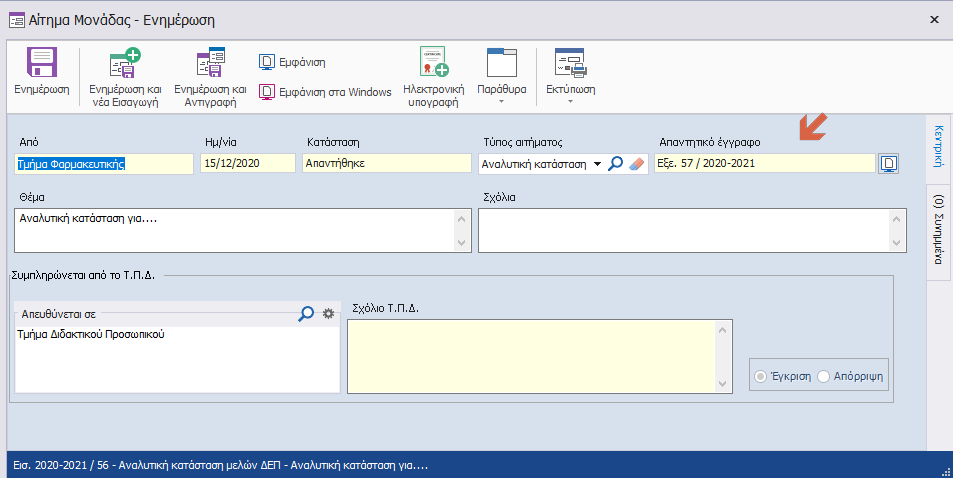 Αίτημα Μονάδας - Ενημέρωση
Ενημέρωση
Ενημέρωση και
νέα Εισαγωγή
Ενημέρωση και
Αντιγραφή
Εμφάνιση
Εμφάνιση στα Windows
Ηλεκτρονική
υπογραφή
Παράθυρα
Εκτύπωση
Από
Ημ/νία
Κατάσταση
Τύπος αιτήματος
Απαντητικό έγγραφο
Τμήμα Φαρμακευτικής
15/12/2020
Απαντήθηκε
Αναλυτική κατάσταση
Εξε. 57 / 2020-2021
Θέμα
Σχόλια
Αναλυτική κατάσταση για....
Συμπληρώνεται από το Τ.Π.Δ.
Απευθύνεται σε
Σχόλιο Τ.Π.Δ.
Τμήμα Διδακτικού Προσωπικού
Έγκριση
Απόρριψη
Κεντρική
(0) Συνημμένα
Εισ. 2020-2021 / 56 - Αναλυτική κατάσταση μελών ΔΕΠ - Αναλυτική κατάσταση για....